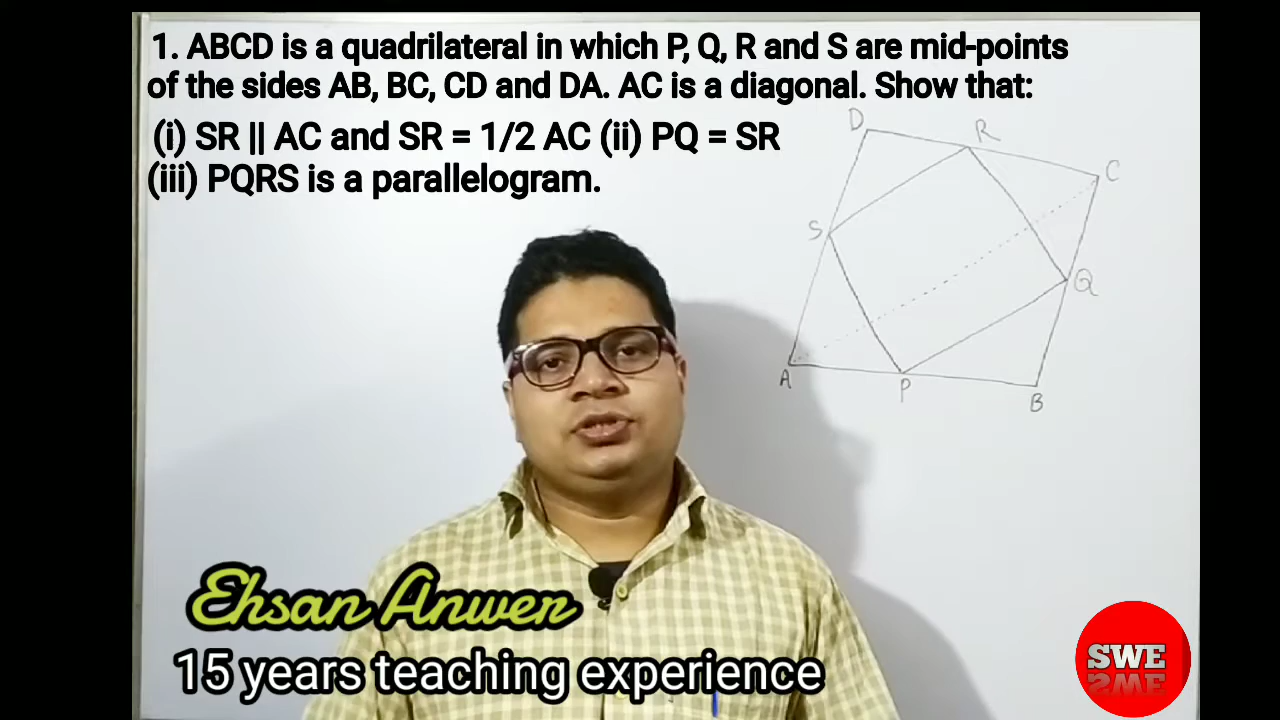 1. ABCD is a quadrilateral in which P, Q, R and S are mid-points
of the sides AB, BC, CD and DA. AC is a diagonal. Show that:
(i) SR || AC and SR = 1/2 AC (ii) PQ = SR
(iii) PQRS is a parallelogram.
D
R
C
S
Q
A
P
B
Ehsan Anwer
15 years teaching experience
SWE